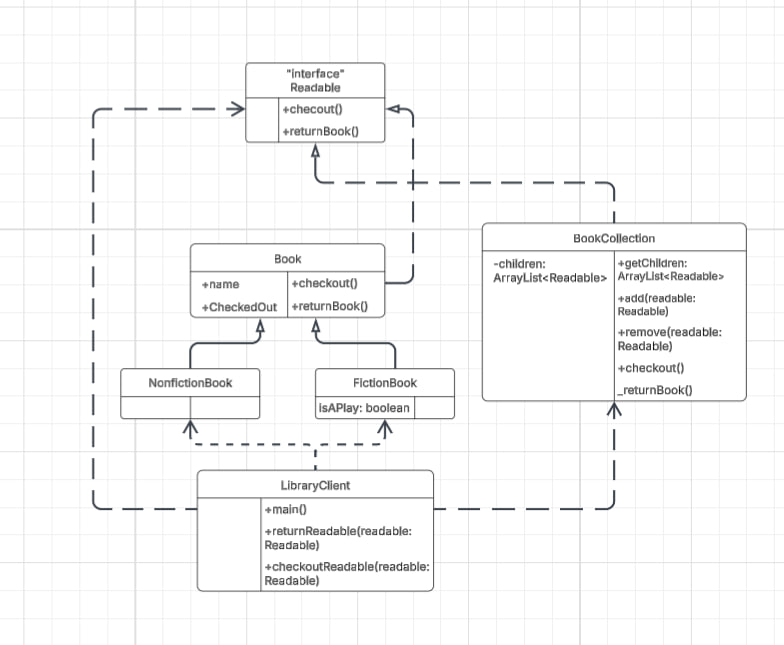 "interface"
Readable
+checout()
+returnBook()
Book
+name
+CheckedOut
+checkout()
+returnBook()
BookCollection
-children:
ArrayList<Readable>
+getChildren:
ArrayList<Readable>
+add(readable:
Readable)
+remove(readable:
Readable)
+checkout()
_returnBook()
NonfictionBook
FictionBook
isAPlay: boolean
LibraryClient
+main()
+returnReadable(readable:
Readable)
+checkoutReadable(readable:
Readable)